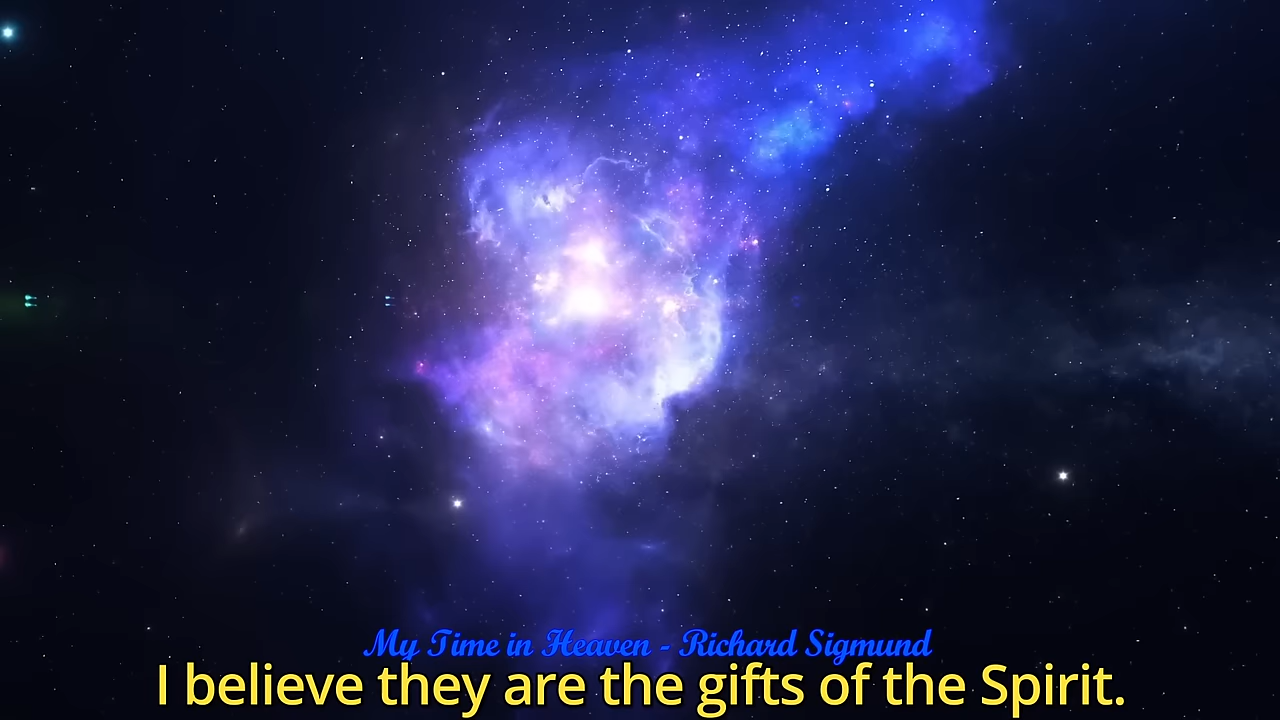 My Time in Heaven - Richard Sigmund
I believe they are the gifts of the Spirit.